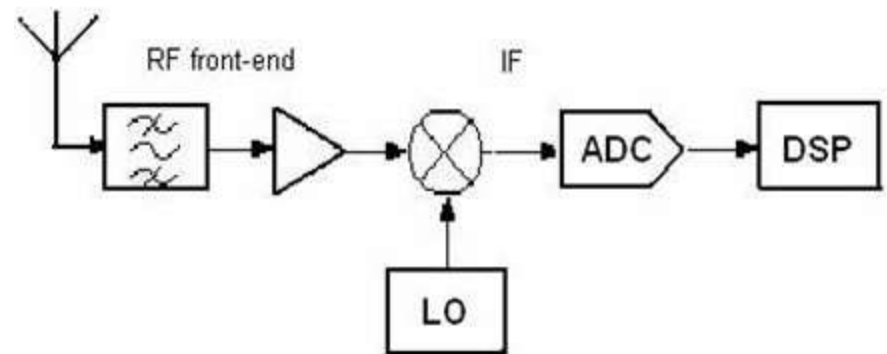 RF front-end
IF
ADC
DSP
LO